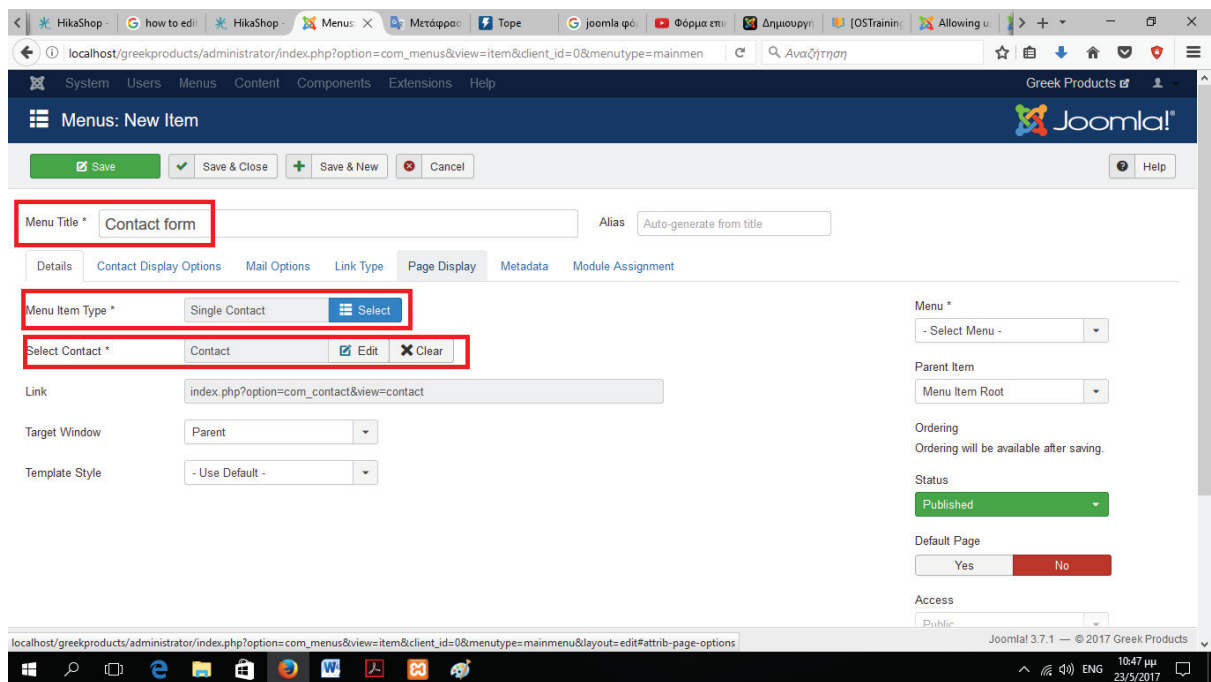 HikaShop - G how to edit HikaShop - Menus: Μετάφραο Tope joomla φό Φόρμα επι Δημιουργή [OSTraining Allowing u
localhost/greekproducts/administrator/index.php?option=com_menus&view=item&client_id=0&menutype=mainmen Αναζήτηση
System Users Menus Content Components Extensions Help Greek Products
Menus: New Item Joomla!®
Save Save & Close Save & New Cancel Help
Menu Title * Contact form Alias Auto-generate from title
Details Contact Display Options Mail Options Link Type Page Display Metadata Module Assignment
Menu Item Type * Single Contact Select
Menu *
- Select Menu -
Select Contact * Contact Edit Clear
Parent Item
Link index.php?option=com_contact&view=contact Menu Item Root
Ordering
Target Window Parent
Ordering will be available after saving.
Template Style - Use Default -
Status
Published
Default Page
Yes No
Access
Public
localhost/greekproducts/administrator/index.php?option=com_menus&view=item&client_id=0&menutype=mainmenu&layout=edit#attrib-page-options Joomla! 3.7.1 — © 2017 Greek Products
ENG 10:47 μμ
23/5/2017